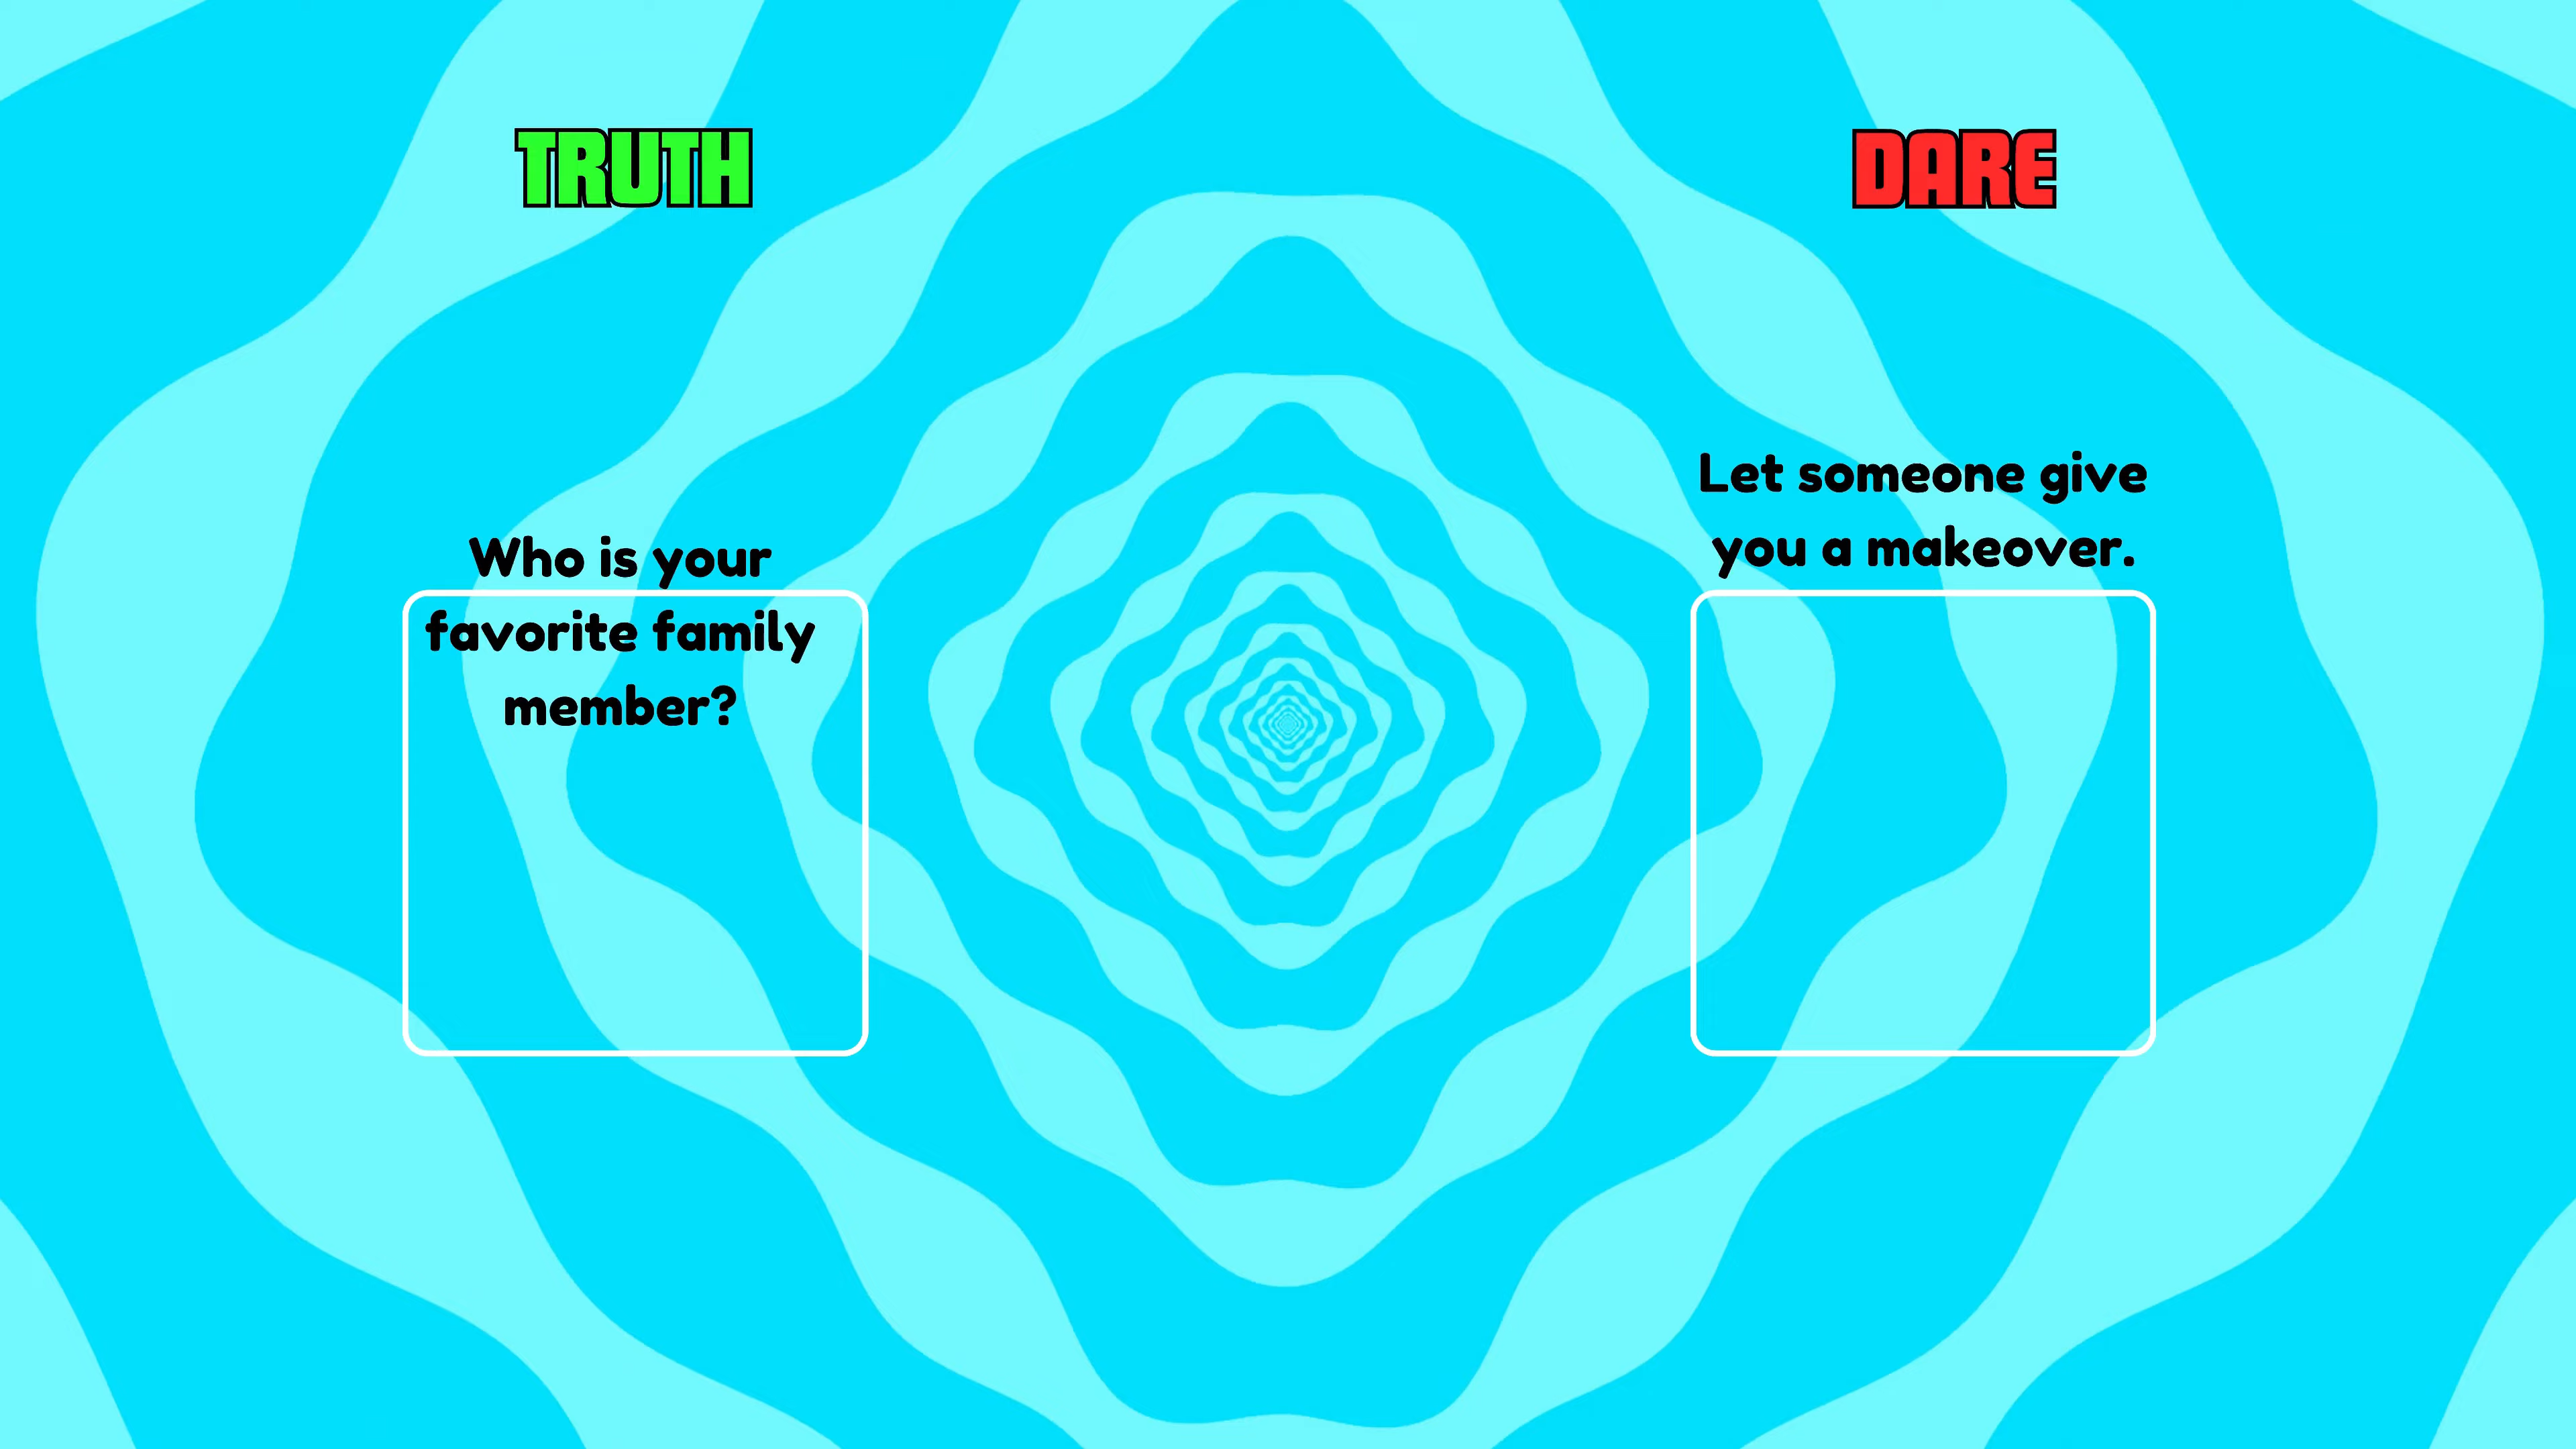 TRUTH
DARE
Who is your
favorite family
member?
Let someone give
you a makeover.